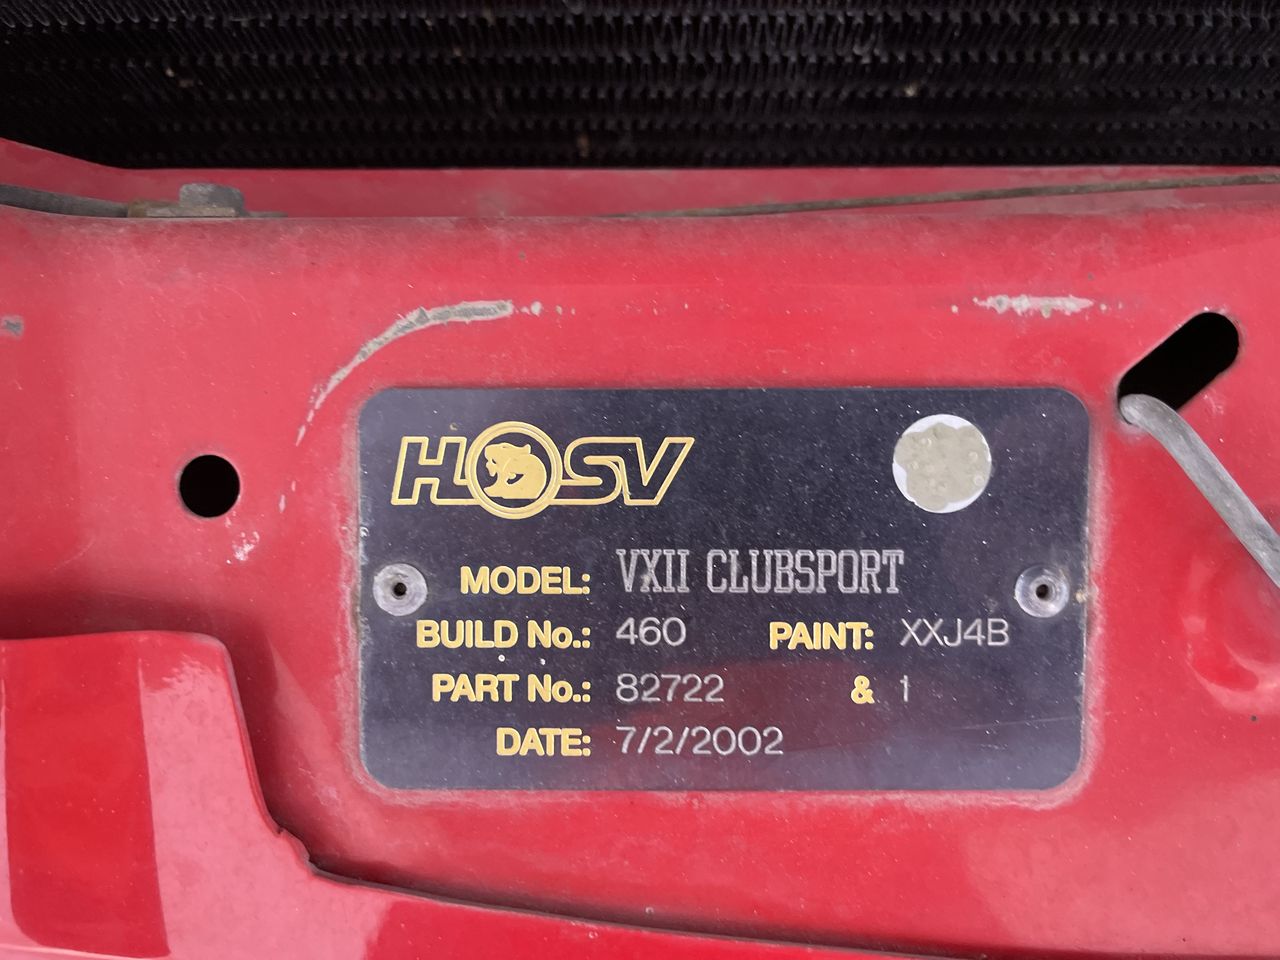 HSV
MODEL: VXII CLUBSPORT
BUILD No.: 460 PAINT: XXJ4B
PART No.: 82722 & 1
DATE: 7/2/2002